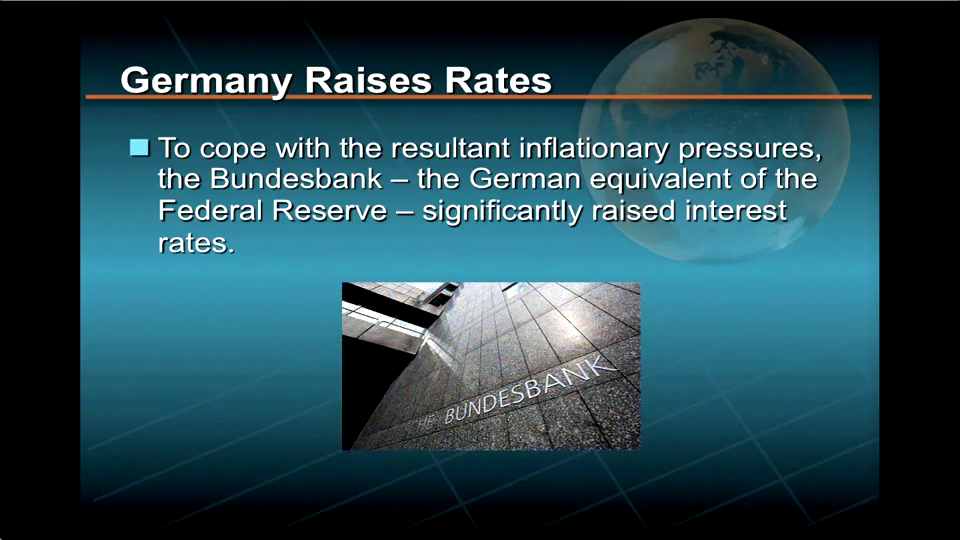 Germany Raises Rates
To cope with the resultant inflationary pressures,
the Bundesbank – the German equivalent of the
Federal Reserve – significantly raised interest
rates.
BUNDESBANK